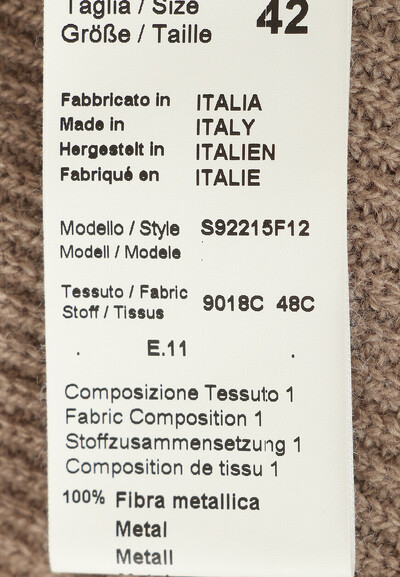 Taglia / Size 42
Größe / Taille
Fabbricato in ITALIA
Made in ITALY
Hergestelt in ITALIEN
Fabriqué en ITALIE
Modello / Style S92215F12
Modell / Modele
Tessuto / Fabric 9018C 48C
Stoff / Tissus
. E.11 .
Composizione Tessuto 1
Fabric Composition 1
Stoffzusammensetzung 1
Composition de tissu 1
100% Fibra metallica
Metal
Metall